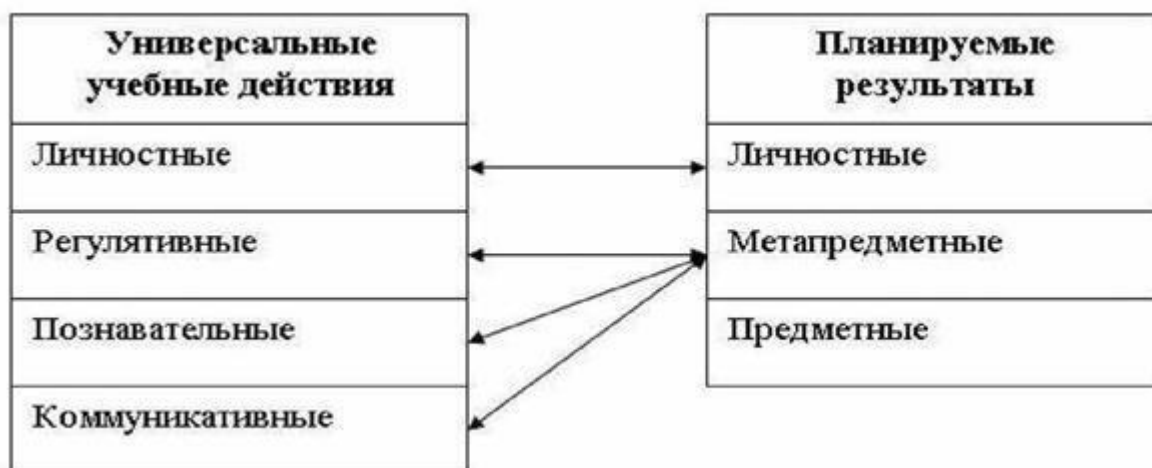 Универсальные
учебные действия
Личностные
Регулятивные
Познавательные
Коммуникативные
Планируемые
результаты
Личностные
Метапредметные
Предметные